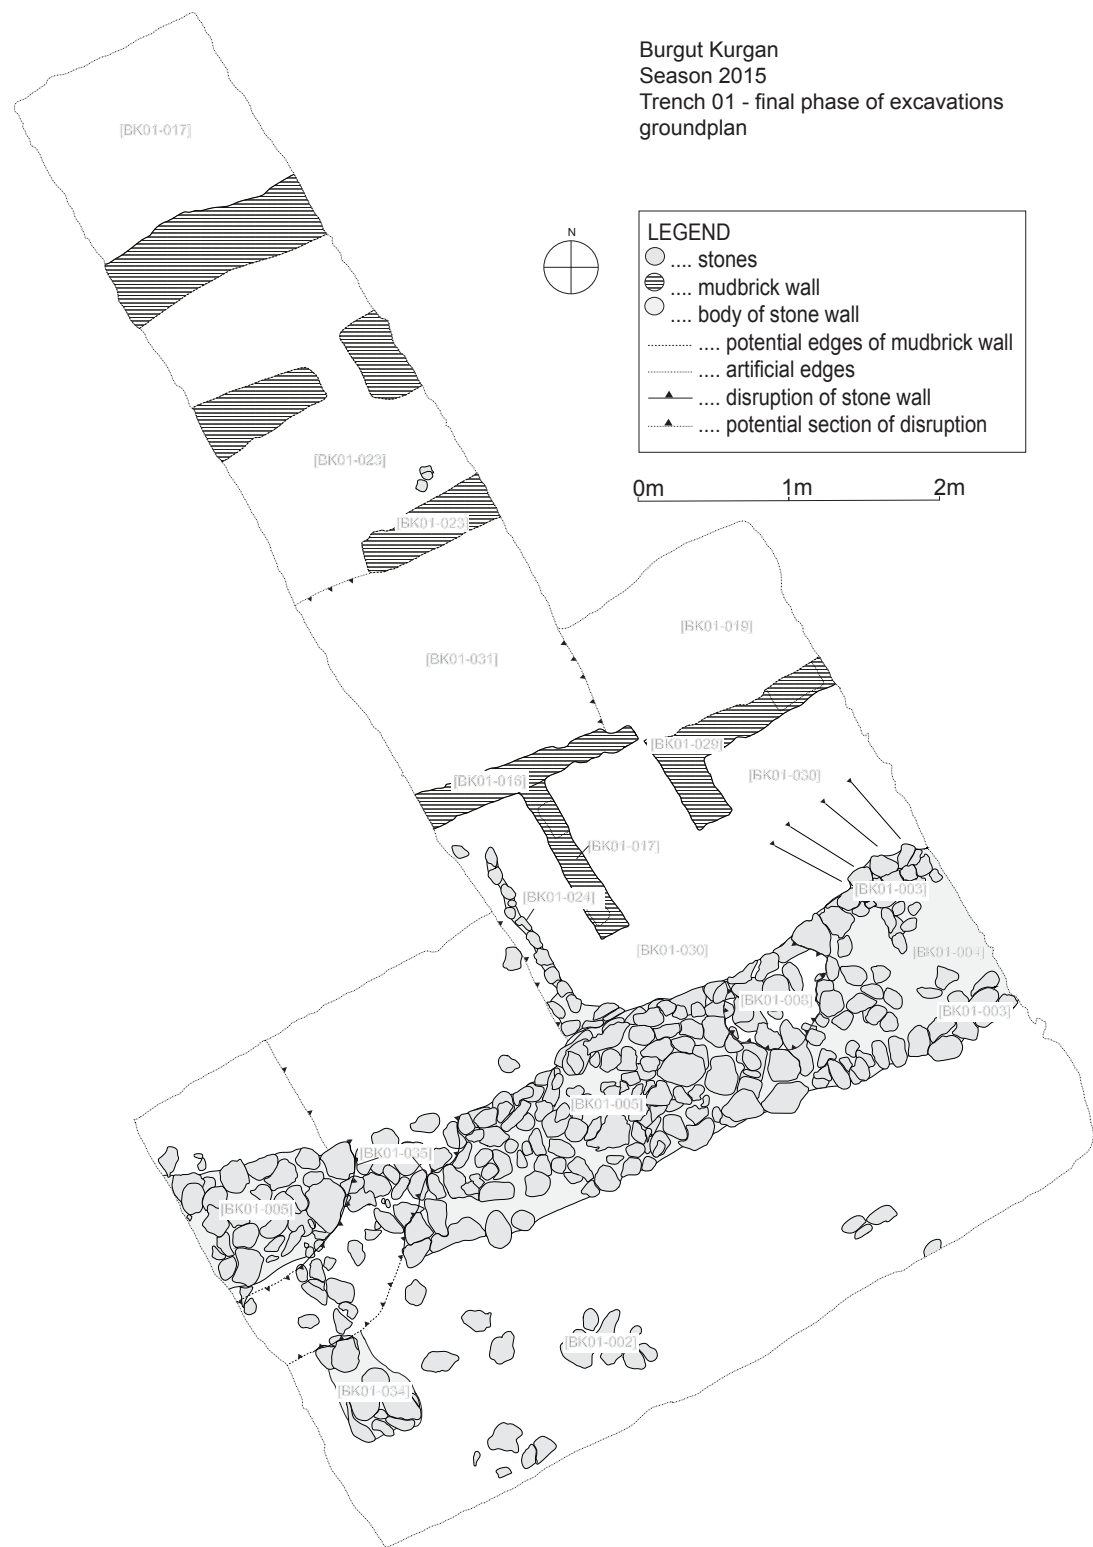 Burgut Kurgan
Season 2015
Trench 01 - final phase of excavations
groundplan
[BK01-017]
N
LEGEND
.... stones
.... mudbrick wall
.... body of stone wall
.... potential edges of mudbrick wall
.... artificial edges
.... disruption of stone wall
.... potential section of disruption
0m 1m 2m
[BK01-023]
[BK01-023]
[BK01-019]
[BK01-031]
[BK01-029]
[BK01-016]
[BK01-030]
[BK01-017]
[BK01-003]
[BK01-024]
[BK01-030]
[BK01-004]
[BK01-008]
[BK01-003]
[BK01-005]
[BK01-035]
[BK01-005]
[BK01-002]
[BK01-034]